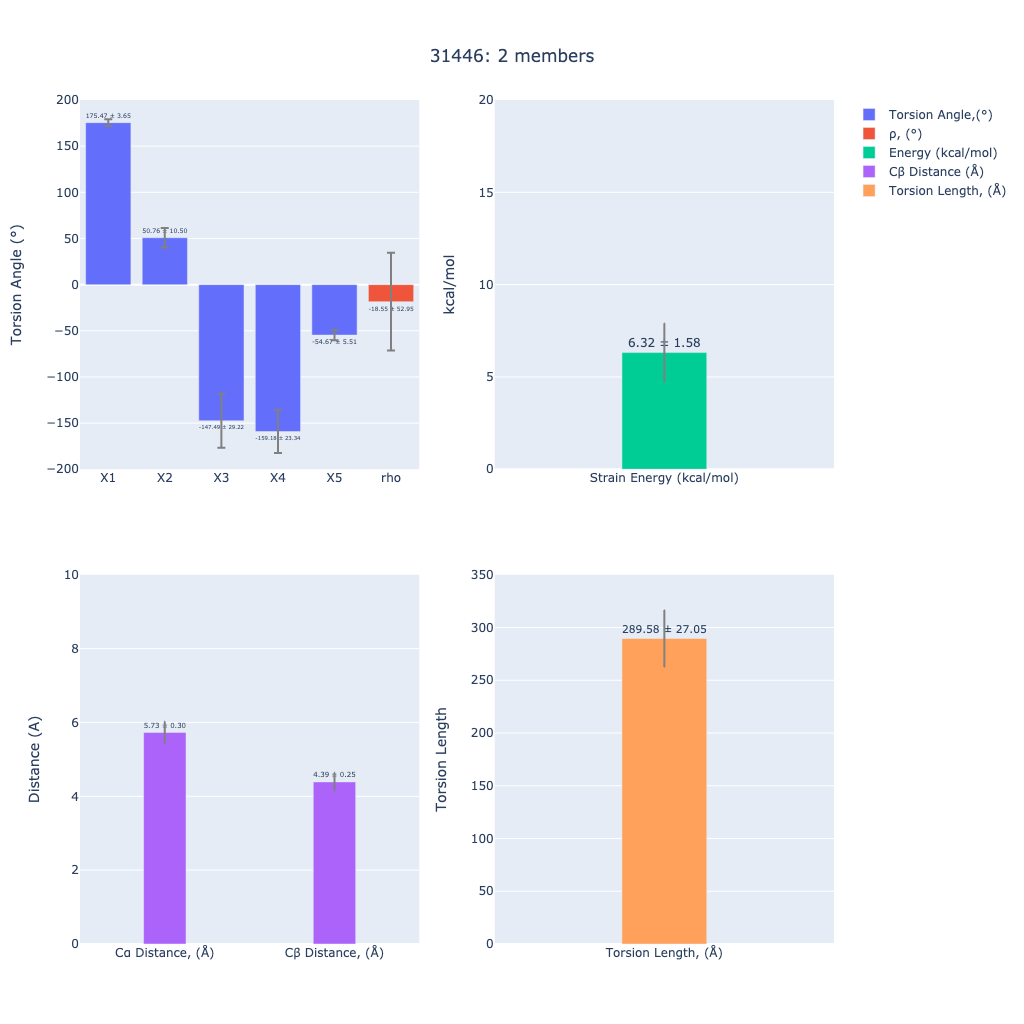 31446: 2 members
Torsion Angle (°)
200
150
100
50
0
−50
−100
−150
−200
175.47 ± 3.65
50.76 ± 10.50
-147.49 ± 29.22
-159.18 ± 23.34
-54.67 ± 5.51
-18.55 ± 52.95
X1 X2 X3 X4 X5 rho
kcal/mol
20
15
10
5
0
6.32 ± 1.58
Strain Energy (kcal/mol)
Torsion Angle,(°)
ρ, (°)
Energy (kcal/mol)
Cβ Distance (Å)
Torsion Length, (Å)
Distance (A)
10
8
6
4
2
0
5.73 ± 0.30
4.39 ± 0.25
Cα Distance, (Å) Cβ Distance, (Å)
Torsion Length
350
300
250
200
150
100
50
0
289.58 ± 27.05
Torsion Length, (Å)